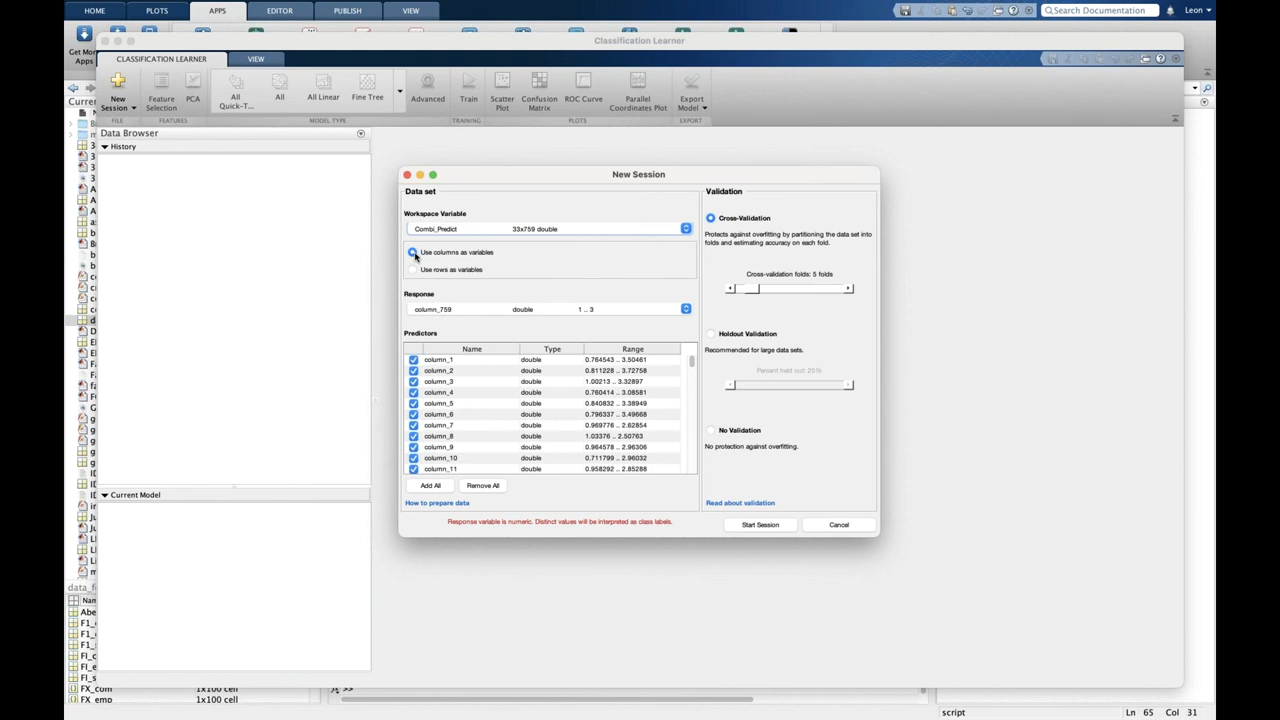 HOME
PLOTS
APPS
EDITOR
PUBLISH
VIEW
Search Documentation
Leon
Get More
Apps
Classification Learner
CLASSIFICATION LEARNER
VIEW
New
Session
Feature
Selection
PCA
All
Quick-T...
All
All Linear
Fine Tree
Advanced
Train
Scatter
Plot
Confusion
Matrix
ROC Curve
Parallel
Coordinates Plot
Export
Model
FILE
FEATURES
MODEL TYPE
TRAINING
PLOTS
EXPORT
Data Browser
History
Current Model
New Session
Data set
Workspace Variable
Combi_Predict 33x759 double
Use columns as variables
Use rows as variables
Response
column_759 double 1 .. 3
Predictors
Name Type Range
column_1 double 0.764543 .. 3.50461
column_2 double 0.811228 .. 3.72758
column_3 double 1.00213 .. 3.32897
column_4 double 0.760414 .. 3.08581
column_5 double 0.840832 .. 3.38949
column_6 double 0.796337 .. 3.49668
column_7 double 0.969776 .. 2.62854
column_8 double 1.03376 .. 2.50763
column_9 double 0.964578 .. 2.96306
column_10 double 0.711799 .. 2.96032
column_11 double 0.958292 .. 2.85288
Add All
Remove All
How to prepare data
Response variable is numeric. Distinct values will be interpreted as class labels.
Validation
Cross-Validation
Protects against overfitting by partitioning the data set into
folds and estimating accuracy on each fold.
Cross-validation folds: 5 folds
Holdout Validation
Recommended for large data sets.
Percent held out: 25%
No Validation
No protection against overfitting.
Read about validation
Start Session
Cancel
FX_com 1x100 cell
FX_emp 1x100 cell
>>
script
Ln 65 Col 31